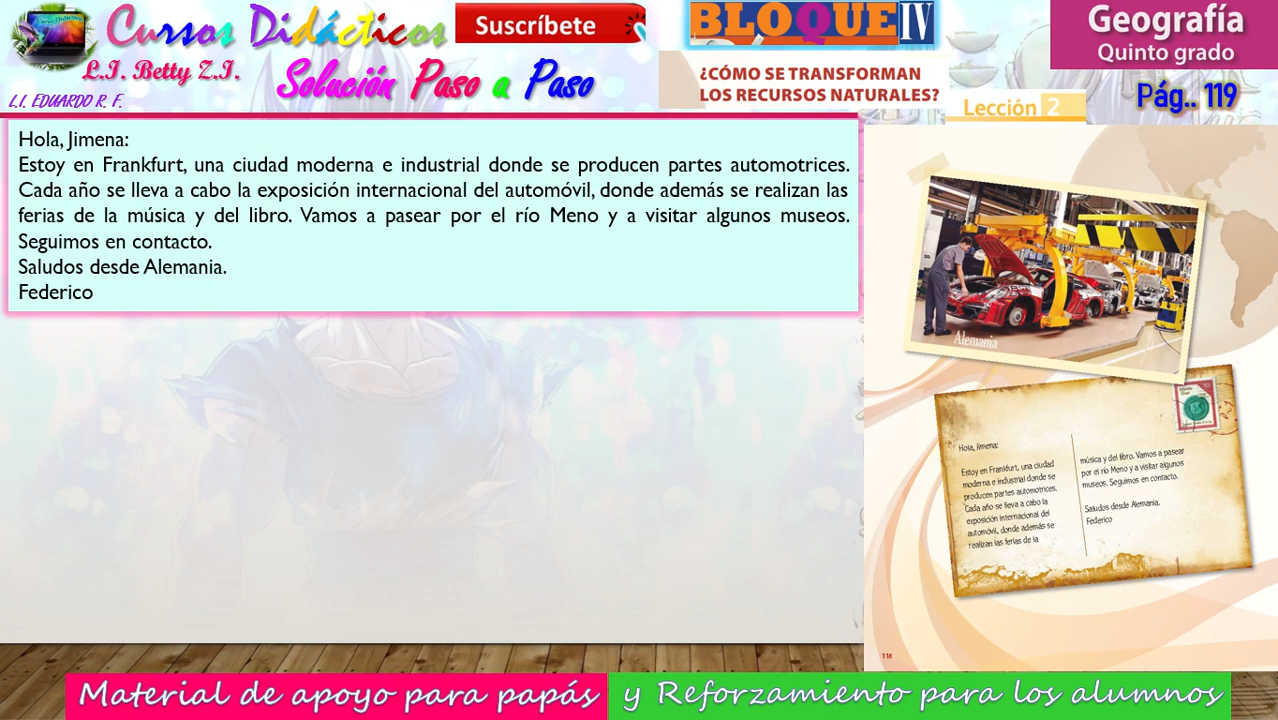 Cursos Didácticos
Suscríbete
L.I. Betty Z.I.
Solución Paso a Paso
L.I. EDUARDO R. F.
BLOQUE IV
¿CÓMO SE TRANSFORMAN
LOS RECURSOS NATURALES?
Lección 2
Geografía
Quinto grado
Pág.. 119
Hola, Jimena:
Estoy en Frankfurt, una ciudad moderna e industrial donde se producen partes automotrices.
Cada año se lleva a cabo la exposición internacional del automóvil, donde además se realizan las
ferias de la música y del libro. Vamos a pasear por el río Meno y a visitar algunos museos.
Seguimos en contacto.
Saludos desde Alemania.
Federico
Alemania
Hola, Jimena:
Estoy en Frankfurt, una ciudad
moderna e industrial donde se
producen partes automotrices.
Cada año se lleva a cabo la
exposición internacional del
automóvil, donde además se
realizan las ferias de la
música y del libro. Vamos a pasear
por el río Meno y a visitar algunos
museos. Seguimos en contacto.
Saludos desde Alemania.
Federico
118
Material de apoyo para papás y Reforzamiento para los alumnos